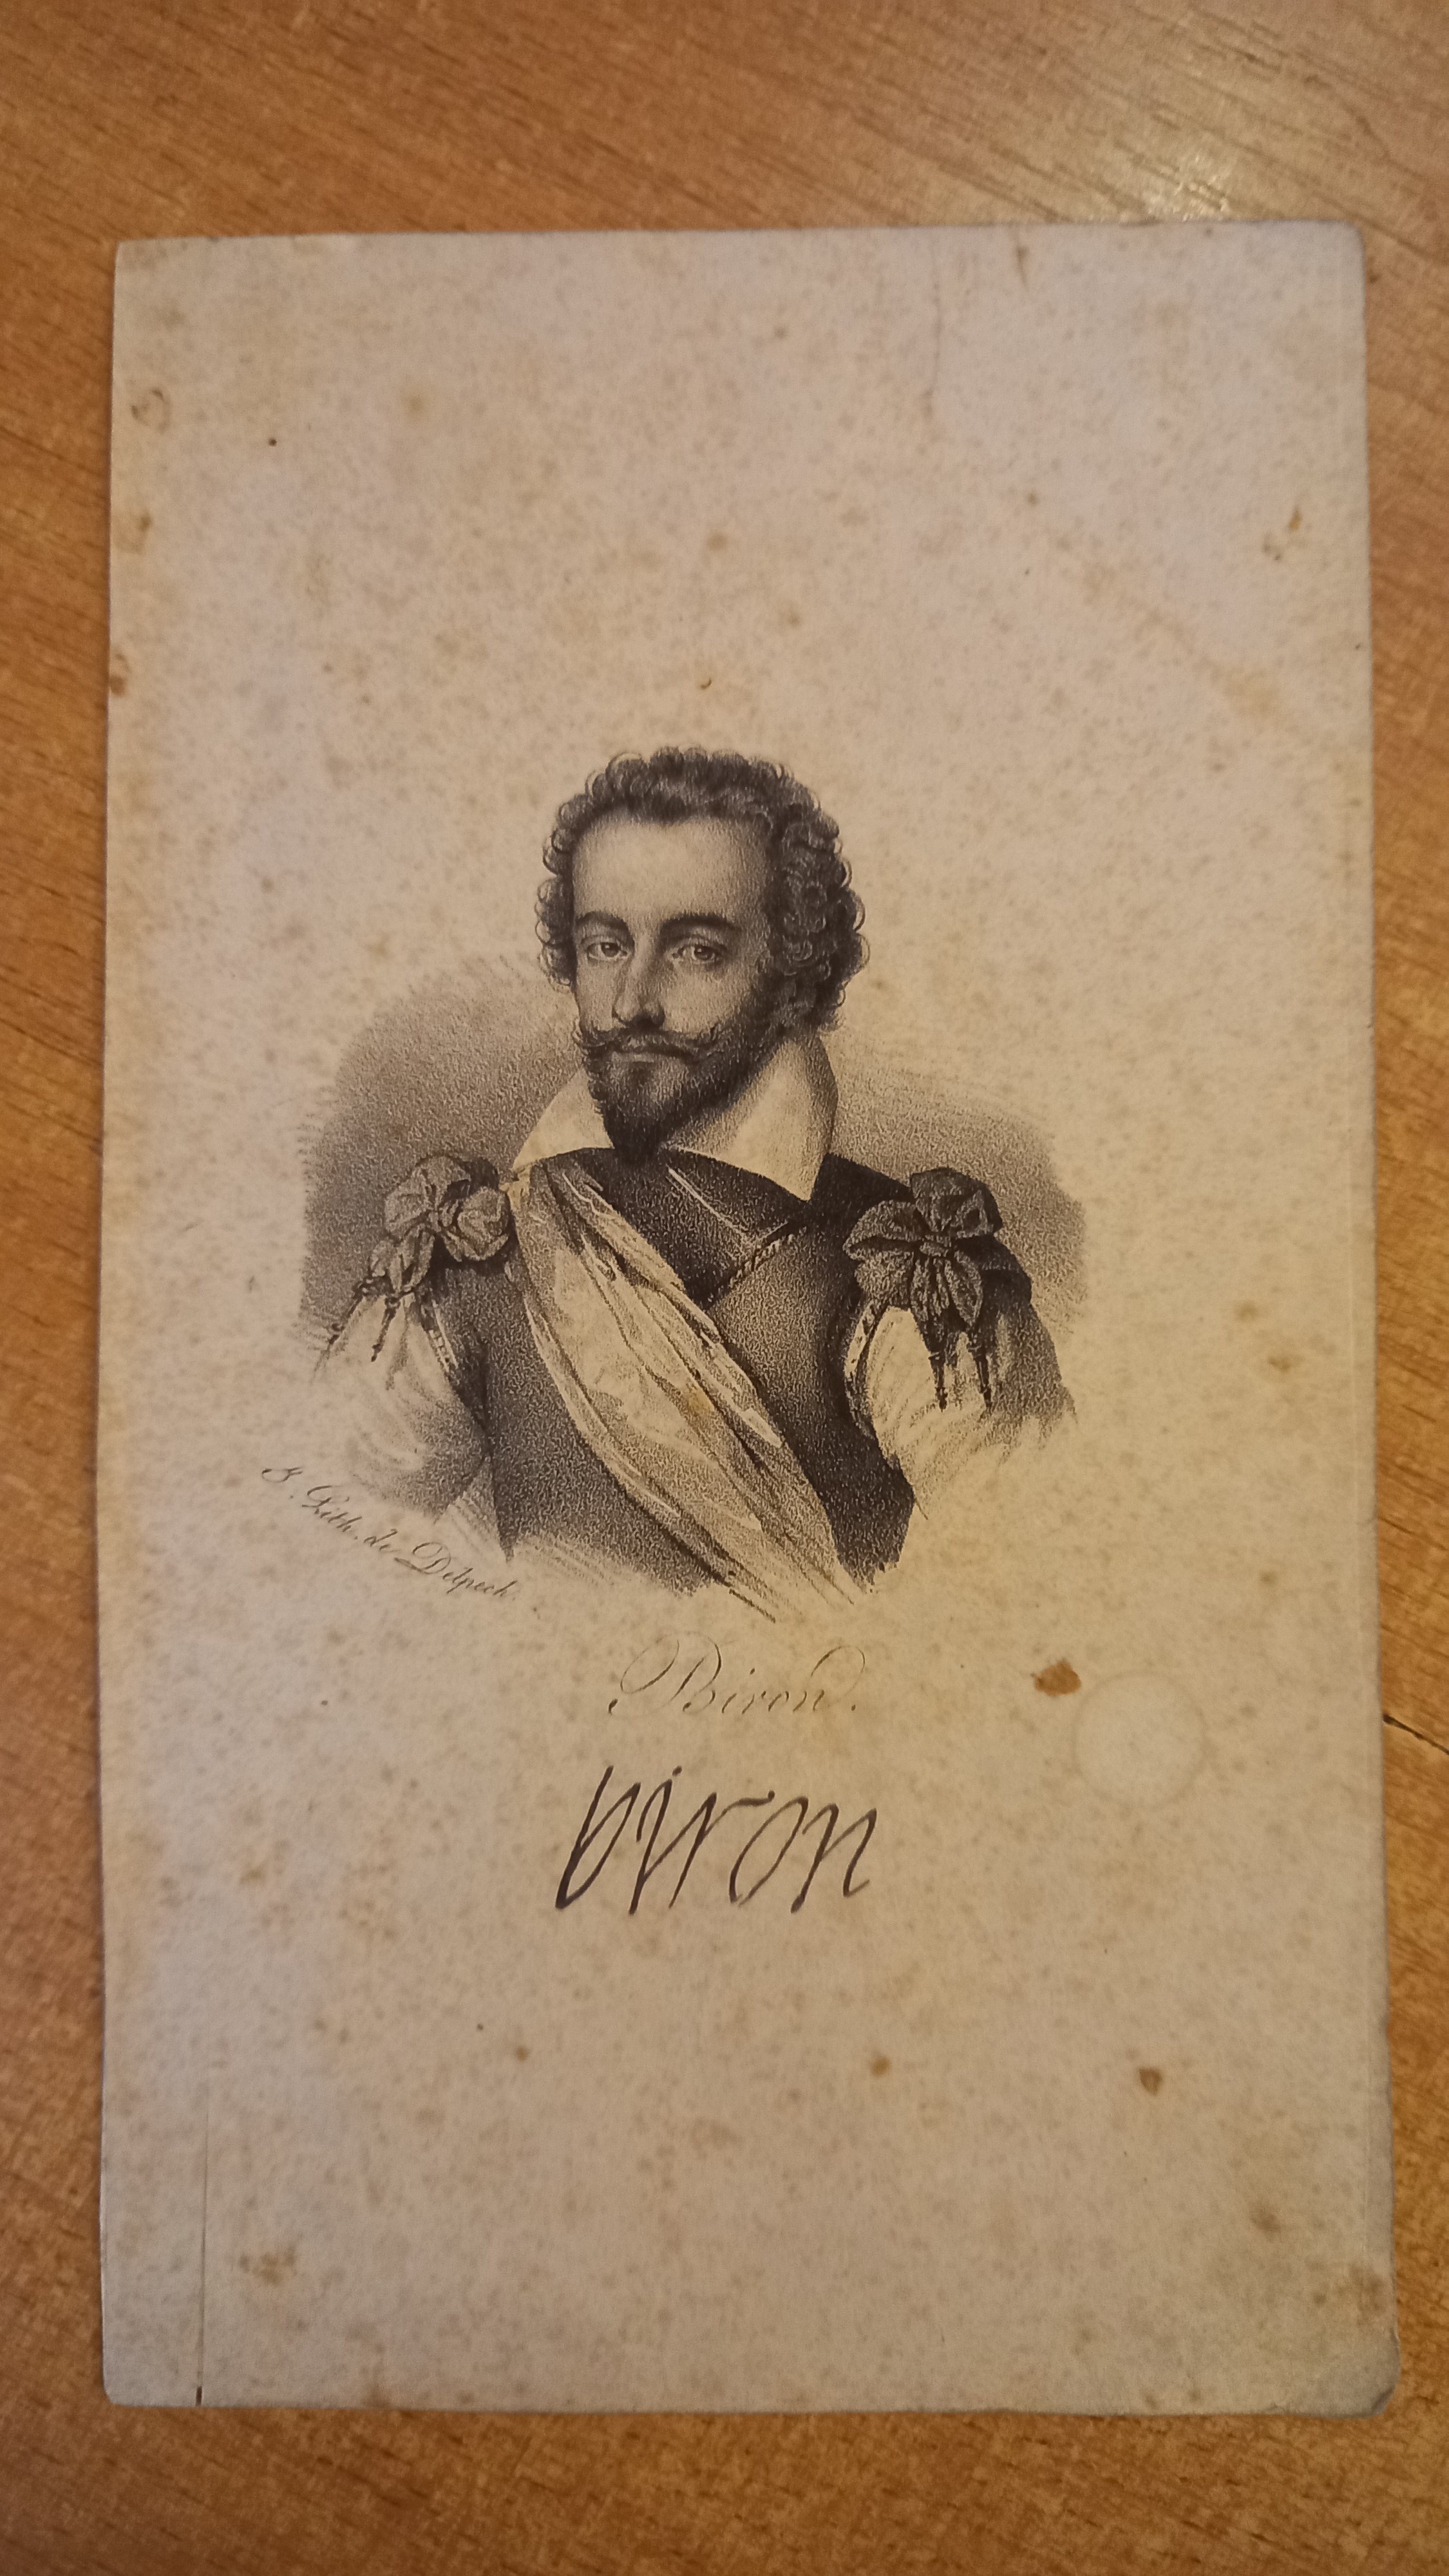 J. Lith. de Delpech.
Biron.
biron